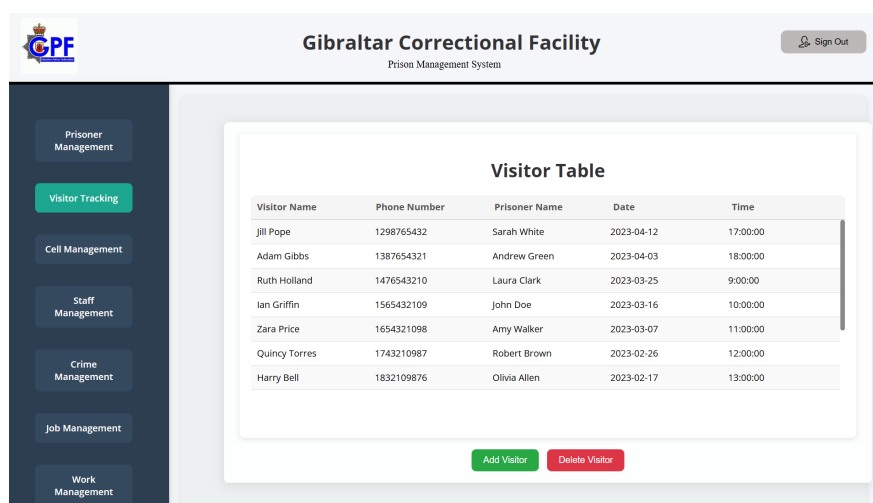 GPF
Gibraltar Correctional Facility
Prison Management System
Sign Out
Prisoner
Management
Visitor Tracking
Cell Management
Staff
Management
Crime
Management
Job Management
Work
Management
Visitor Table
Visitor Name Phone Number Prisoner Name Date Time
Jill Pope 1298765432 Sarah White 2023-04-12 17:00:00
Adam Gibbs 1387654321 Andrew Green 2023-04-03 18:00:00
Ruth Holland 1476543210 Laura Clark 2023-03-25 9:00:00
Ian Griffin 1565432109 John Doe 2023-03-16 10:00:00
Zara Price 1654321098 Amy Walker 2023-03-07 11:00:00
Quincy Torres 1743210987 Robert Brown 2023-02-26 12:00:00
Harry Bell 1832109876 Olivia Allen 2023-02-17 13:00:00
Add Visitor Delete Visitor